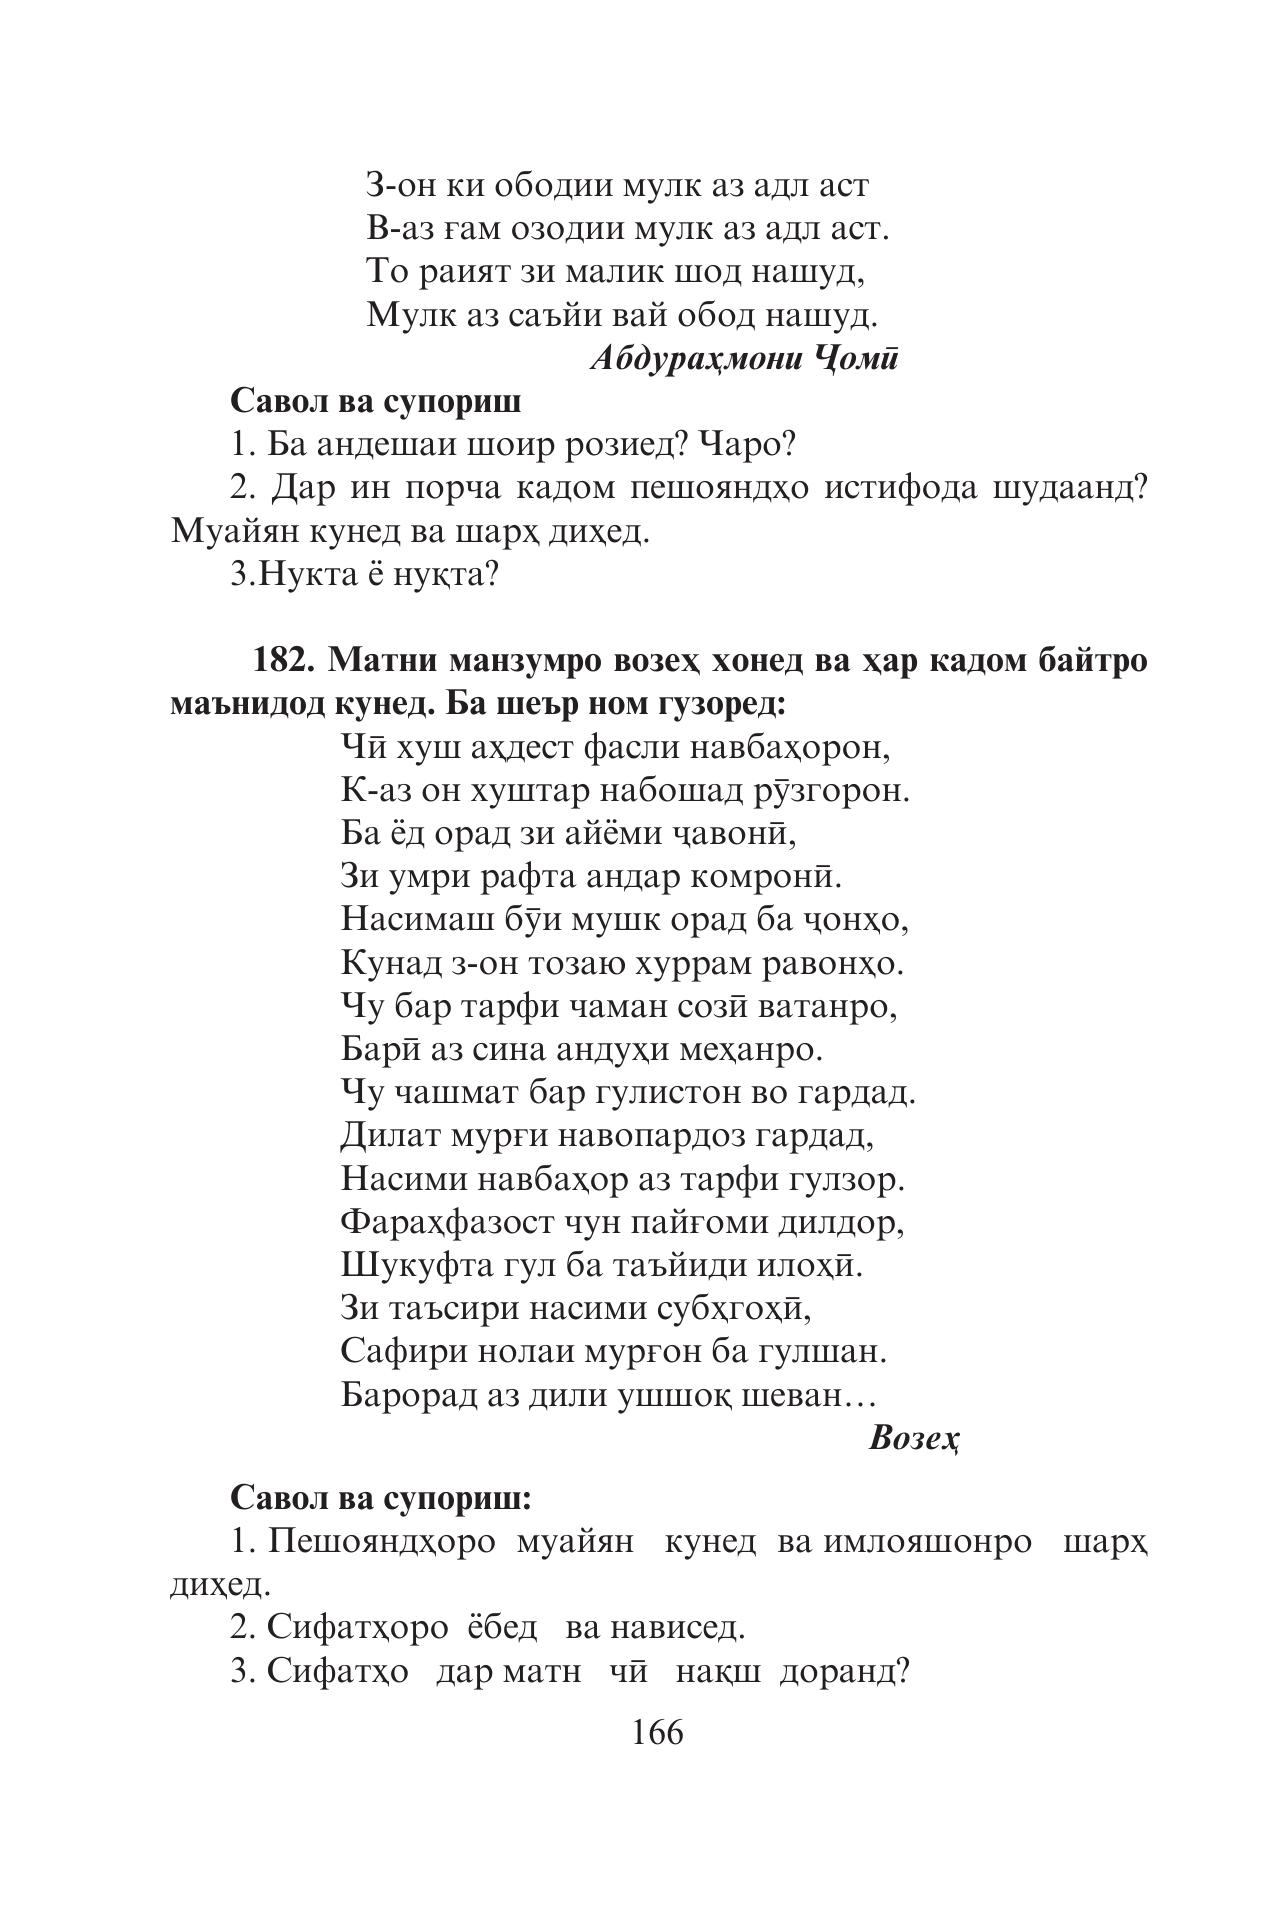 З-он ки ободии мулк аз адл аст
В-аз ғам озодии мулк аз адл аст.
То раият зи малик шод нашуд,
Мулк аз саъйи вай обод нашуд.
Абдураҳмони Ҷомӣ
Савол ва супориш
1. Ба андешаи шоир розиед? Чаро?
2. Дар ин порча кадом пешояндҳо истифода шудаанд?
Муайян кунед ва шарҳ диҳед.
3.Нукта ё нуқта?
182. Матни манзумро возеҳ хонед ва ҳар кадом байтро
маънидод кунед. Ба шеър ном гузоред:
Чӣ хуш аҳдест фасли навбаҳорон,
К-аз он хуштар набошад рӯзгорон.
Ба ёд орад зи айёми ҷавонӣ,
Зи умри рафта андар комронӣ.
Насимаш бӯи мушк орад ба ҷонҳо,
Кунад з-он тозаю хуррам равонҳо.
Чу бар тарфи чаман созӣ ватанро,
Барӣ аз сина андуҳи меҳанро.
Чу чашмат бар гулистон во гардад.
Дилат мурғи навопардоз гардад,
Насими навбаҳор аз тарфи гулзор.
Фараҳфазост чун пайғоми дилдор,
Шукуфта гул ба таъйиди илоҳӣ.
Зи таъсири насими субҳгоҳӣ,
Сафири нолаи мурғон ба гулшан.
Барорад аз дили ушшоқ шеван…
Возеҳ
Савол ва супориш:
1. Пешояндҳоро муайян кунед ва имлояшонро шарҳ
диҳед.
2. Сифатҳоро ёбед ва нависед.
3. Сифатҳо дар матн чӣ нақш доранд?
166